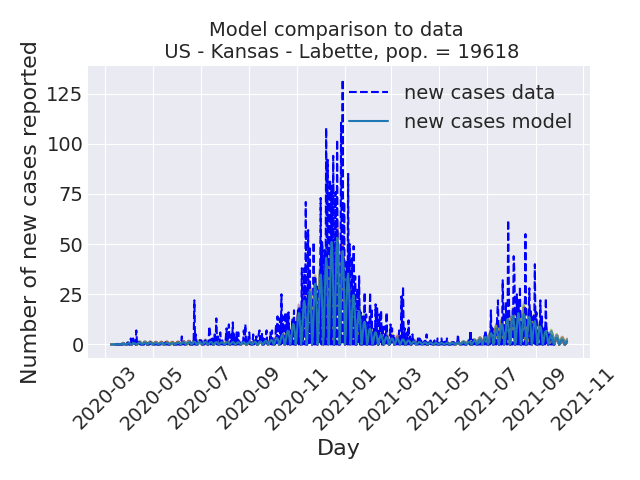 Model comparison to data
US - Kansas - Labette, pop. = 19618
Number of new cases reported
125
100
75
50
25
0
new cases data
new cases model
2020-03
2020-05
2020-07
2020-09
2020-11
2021-01
2021-03
2021-05
2021-07
2021-09
2021-11
Day